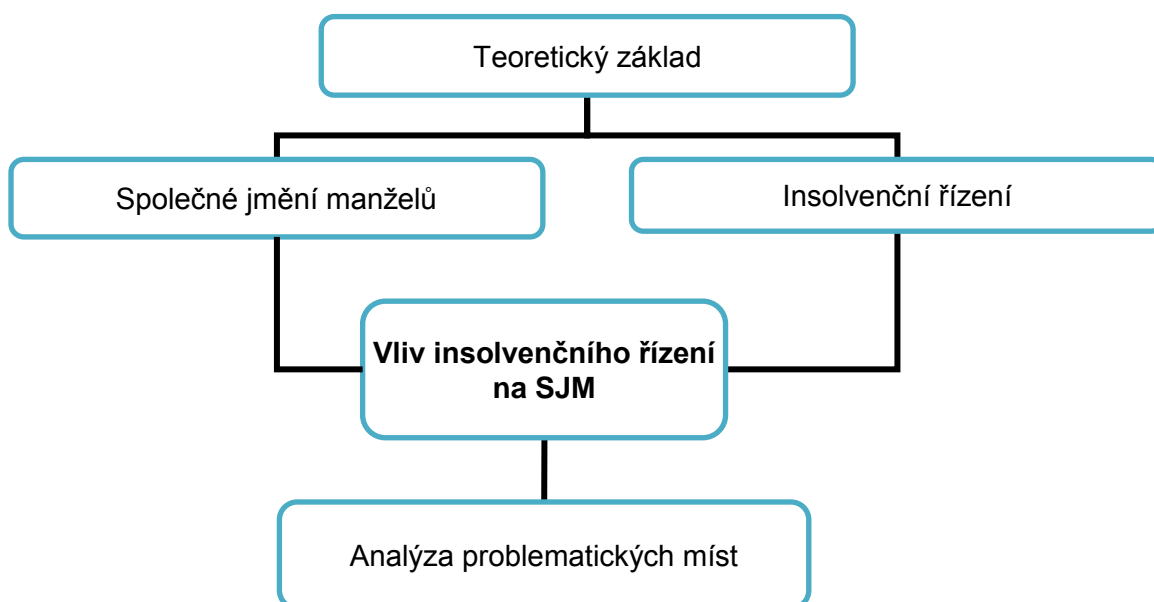 Teoretický základ
Společné jmění manželů
Insolvenční řízení
Vliv insolvenčního řízení
na SJM
Analýza problematických míst